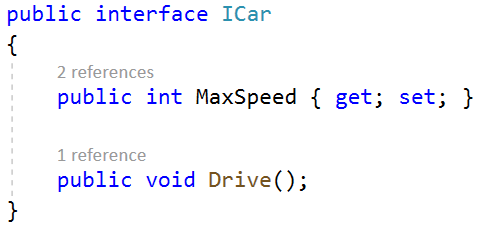 public interface ICar
{
2 references
public int MaxSpeed { get; set; }
1 reference
public void Drive();
}